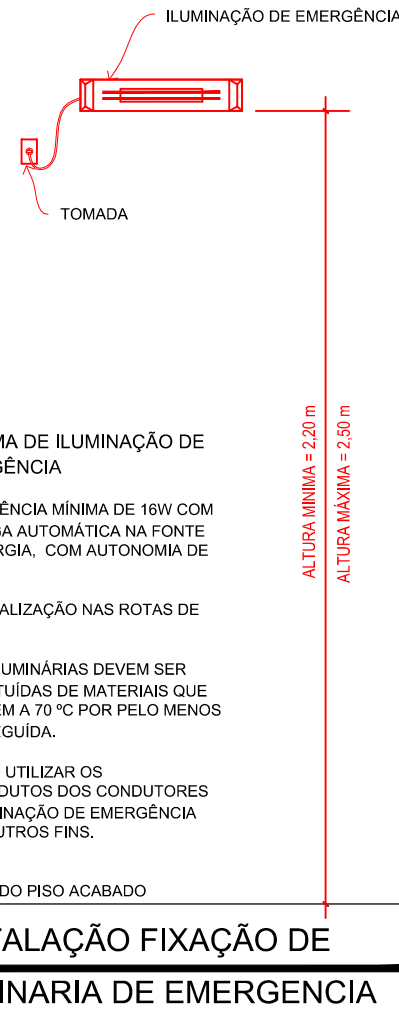 ILUMINAÇÃO DE EMERGÊNCIA
TOMADA
MA DE ILUMINAÇÃO DE
GÊNCIA
ÊNCIA MÍNIMA DE 16W COM
GA AUTOMÁTICA NA FONTE
RGIA, COM AUTONOMIA DE
ALIZAÇÃO NAS ROTAS DE
UMINÁRIAS DEVEM SER
TUÍDAS DE MATERIAIS QUE
EM A 70 ºC POR PELO MENOS
EGUÍDA.
UTILIZAR OS
DUTOS DOS CONDUTORES
INAÇÃO DE EMERGÊNCIA
UTROS FINS.
ALTURA MINIMA = 2,20 m
ALTURA MÁXIMA = 2,50 m
DO PISO ACABADO
TALAÇÃO FIXAÇÃO DE
INARIA DE EMERGENCIA